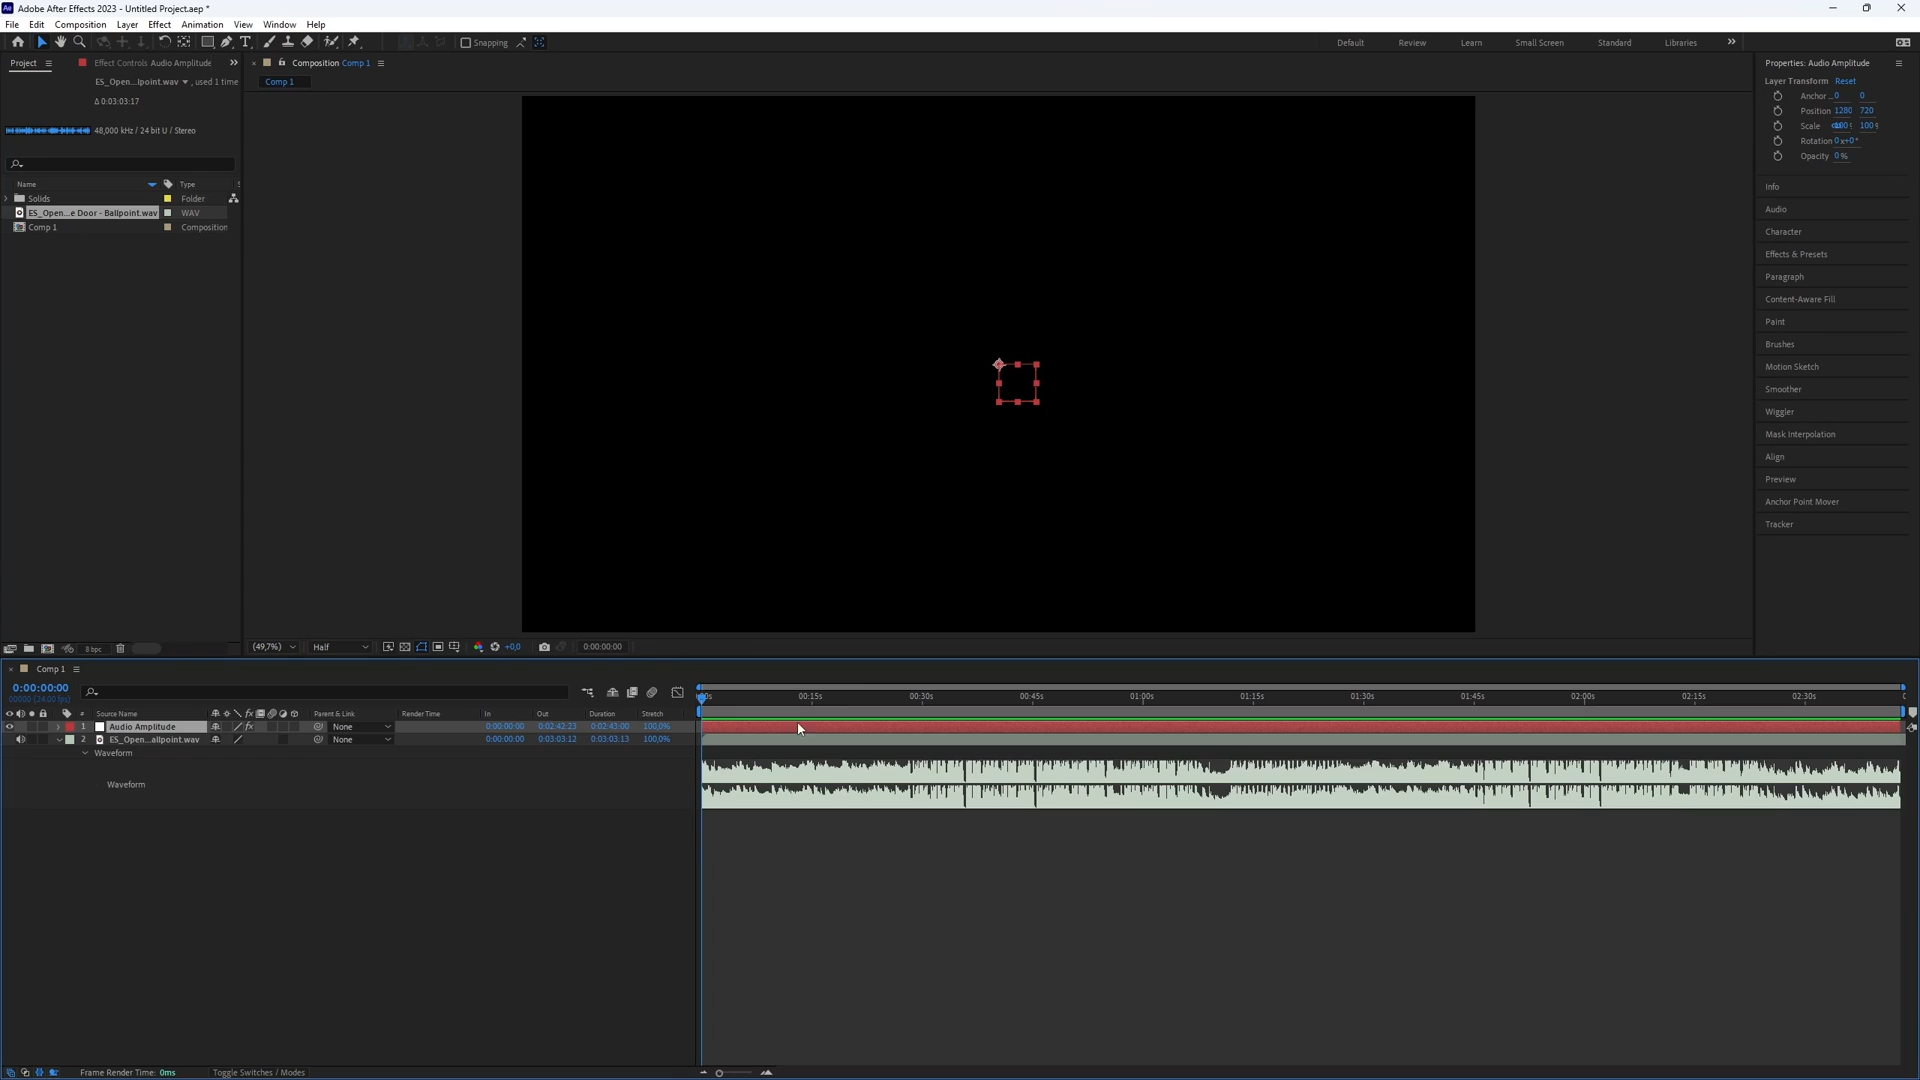 Adobe After Effects 2023 - Untitled Project.aep *
File Edit Composition Layer Effect Animation View Window Help
Snapping
Default Review Learn Small Screen Standard Libraries
Project
Effect Controls Audio Amplitude
ES_Open...lpoint.wav , used 1 time
Δ 0:03:03:17
48,000 kHz / 24 bit U / Stereo
Name Type S
Solids Folder
ES_Open...e Door - Ballpoint.wav WAV
Comp 1 Composition
8 bpc
Composition Comp 1
Comp 1
(49,7%) Half +0,0 0:00:00:00
Properties: Audio Amplitude
Layer Transform Reset
Anchor ... 0 0
Position 1280 720
Scale 100 100
Rotation 0x+0°
Opacity 0%
Info
Audio
Character
Effects & Presets
Paragraph
Content-Aware Fill
Paint
Brushes
Motion Sketch
Smoother
Wiggler
Mask Interpolation
Align
Preview
Anchor Point Mover
Tracker
Comp 1
0:00:00:00
00000 (24.00 fps)
00:15s 00:30s 00:45s 01:00s 01:15s 01:30s 01:45s 02:00s 02:15s 02:30s
# Source Name fx Parent & Link Render Time In Out Duration Stretch
1 Audio Amplitude fx None 0:00:00:00 0:02:42:23 0:02:43:00 100,0%
2 ES_Open...allpoint.wav None 0:00:00:00 0:03:03:12 0:03:03:13 100,0%
Waveform
Waveform
Frame Render Time: 0ms Toggle Switches / Modes